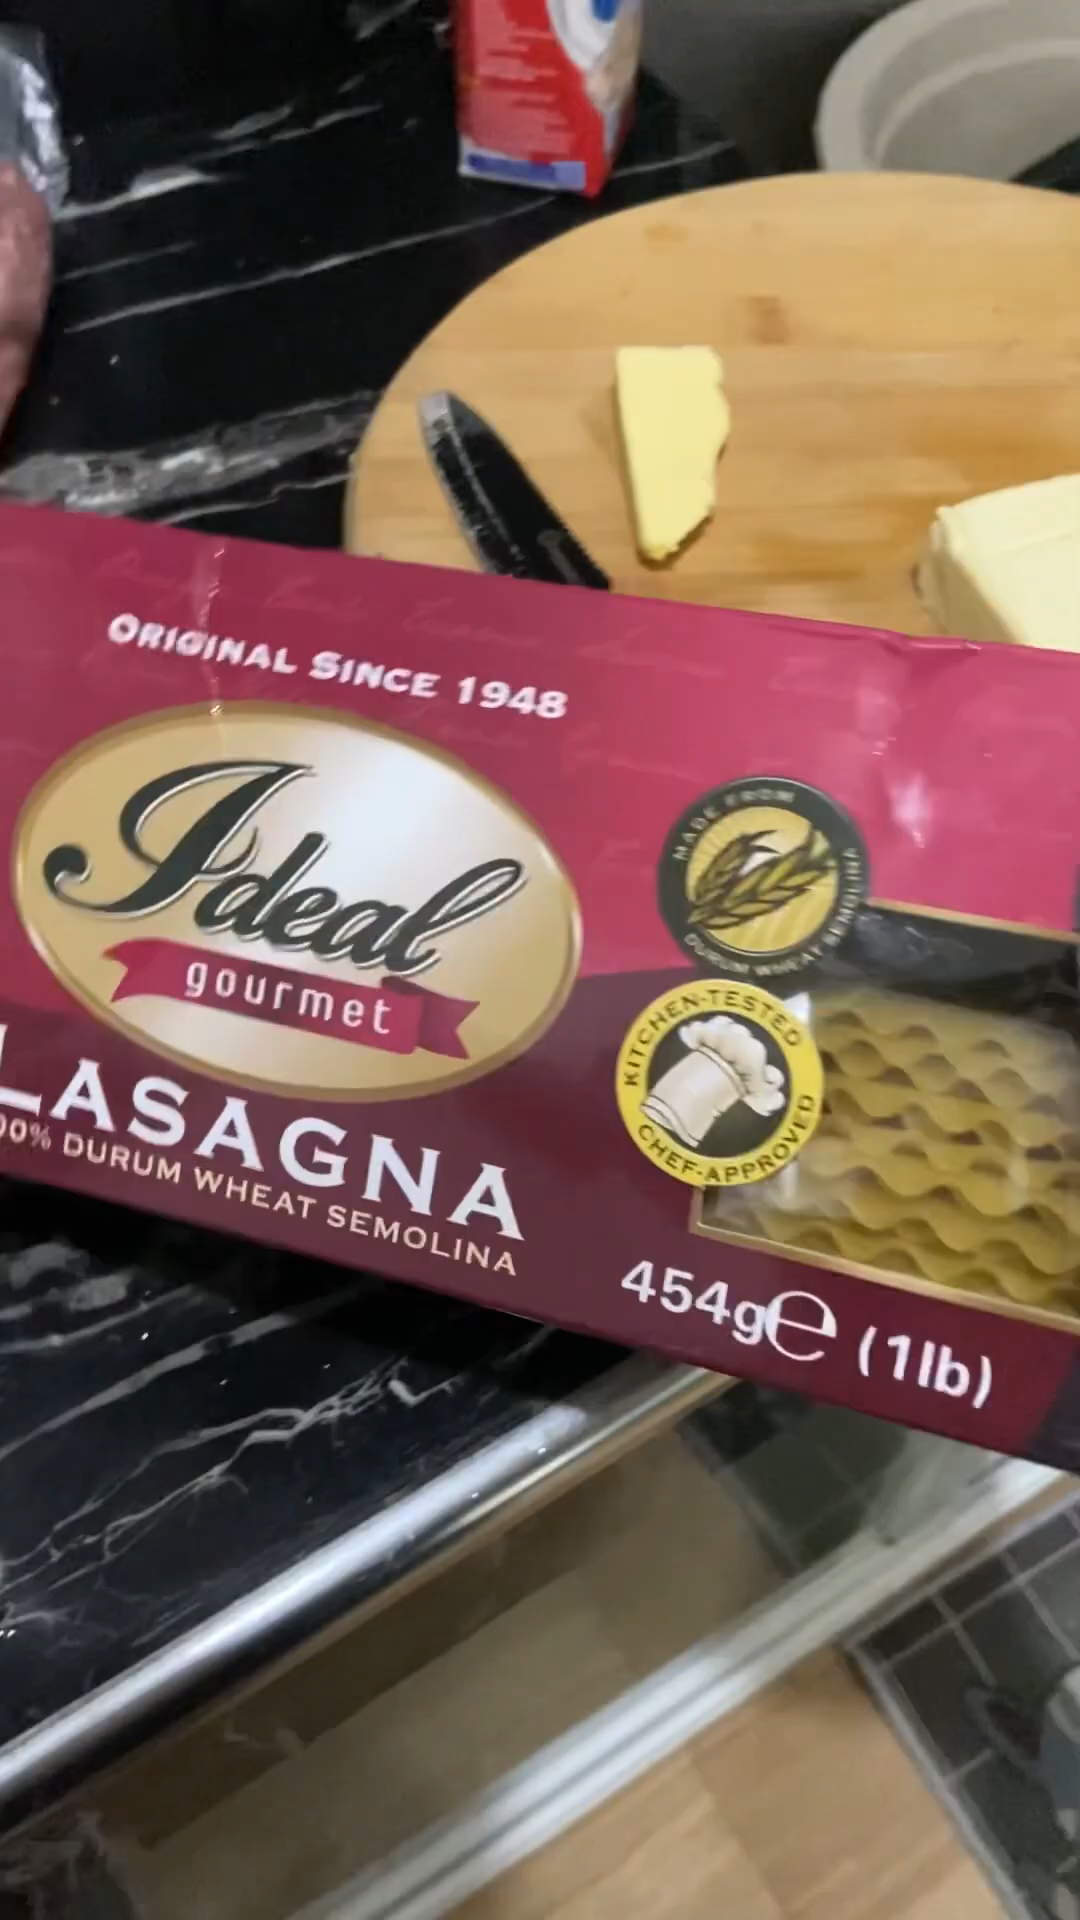 ORIGINAL SINCE 1948
Ideal
gourmet
LASAGNA
00% DURUM WHEAT SEMOLINA
MADE FROM
DURUM WHEAT SEMOLINA
KITCHEN-TESTED
CHEF-APPROVED
454g℮ (1lb)